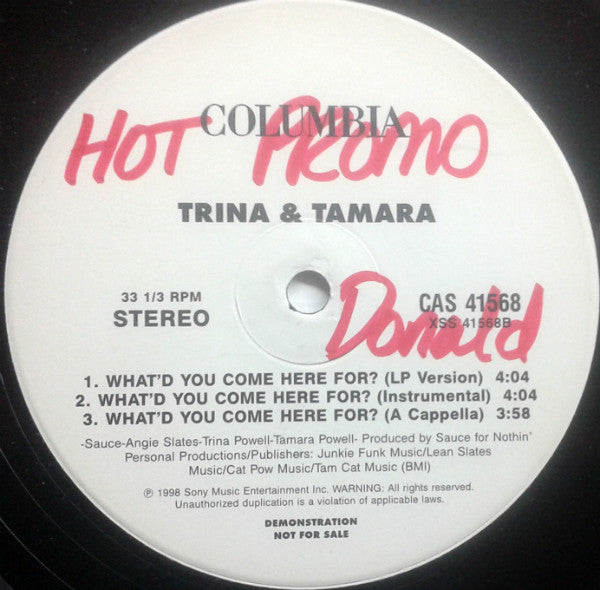 COLUMBIA
HOT PROMO
TRINA & TAMARA
33 1/3 RPM
STEREO
CAS 41568
XSS 41568B
Donald
1. WHAT'D YOU COME HERE FOR? (LP Version) 4:04
2. WHAT'D YOU COME HERE FOR? (Instrumental) 4:04
3. WHAT'D YOU COME HERE FOR? (A Cappella) 3:58
-Sauce-Angie Slates-Trina Powell-Tamara Powell- Produced by Sauce for Nothin'
Personal Productions/Publishers: Junkie Funk Music/Lean Slates
Music/Cat Pow Music/Tam Cat Music (BMI)
℗ 1998 Sony Music Entertainment Inc. WARNING: All rights reserved.
Unauthorized duplication is a violation of applicable laws.
DEMONSTRATION
NOT FOR SALE